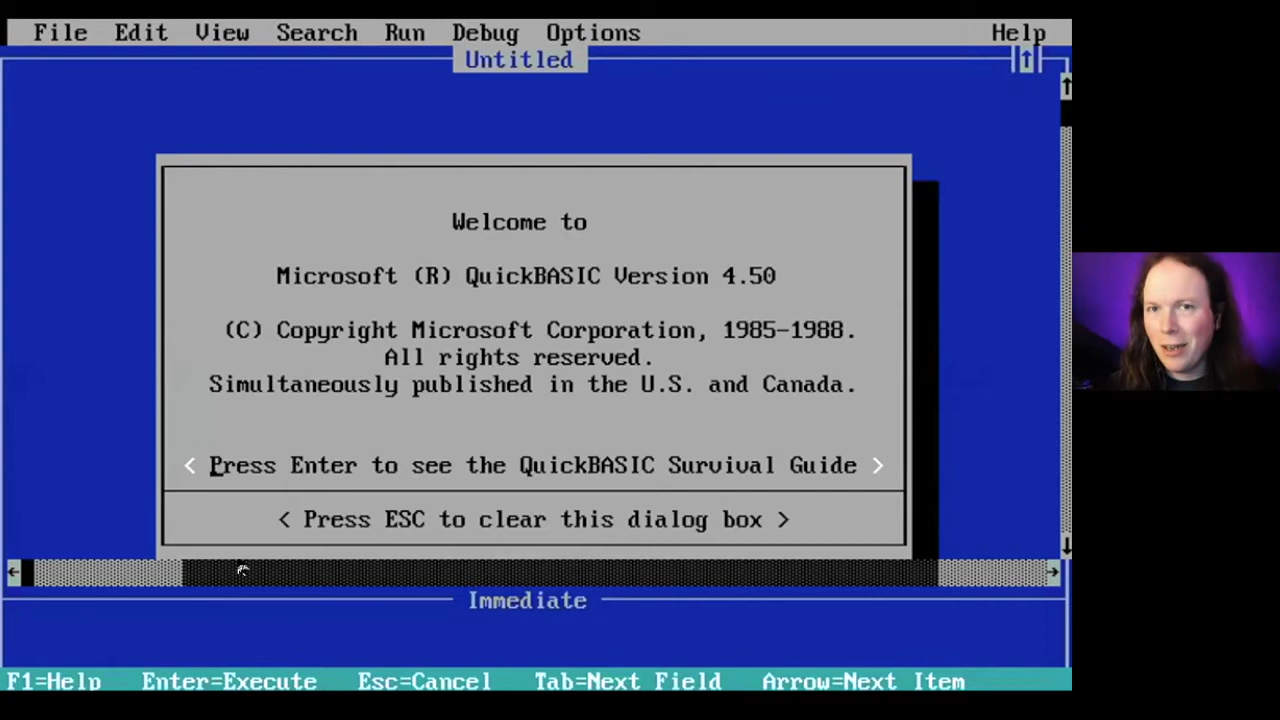 File Edit View Search Run Debug Options Help
Untitled
Welcome to
Microsoft (R) QuickBASIC Version 4.50
(C) Copyright Microsoft Corporation, 1985-1988.
All rights reserved.
Simultaneously published in the U.S. and Canada.
< Press Enter to see the QuickBASIC Survival Guide >
< Press ESC to clear this dialog box >
Immediate
F1=Help Enter=Execute Esc=Cancel Tab=Next Field Arrow=Next Item